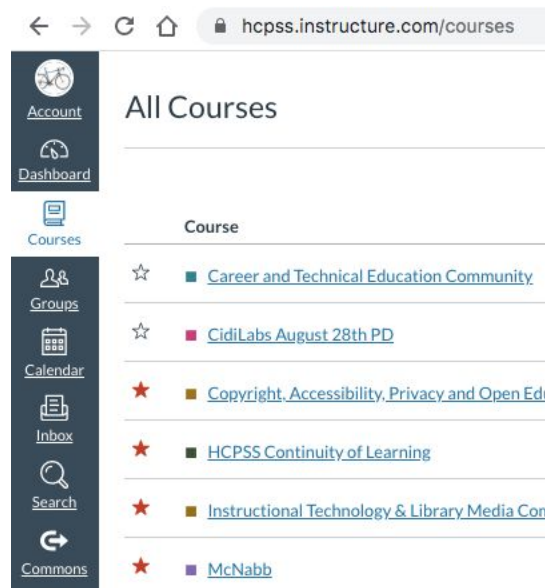 hcpss.instructure.com/courses
Account
Dashboard
Courses
Groups
Calendar
Inbox
Search
Commons
All Courses
Course
Career and Technical Education Community
CidiLabs August 28th PD
Copyright, Accessibility, Privacy and Open Edu
HCPSS Continuity of Learning
Instructional Technology & Library Media Com
McNabb